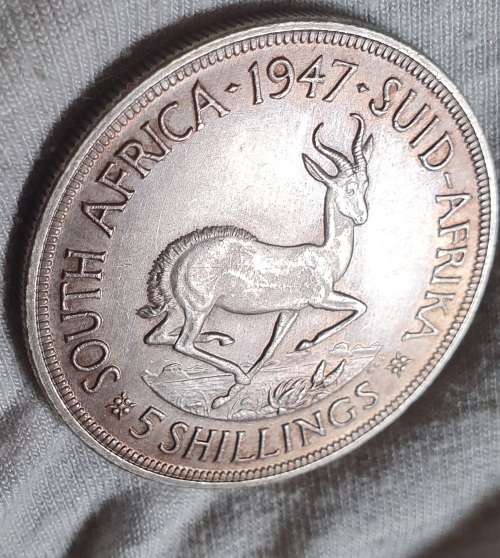 SOUTH AFRICA · 1947 · SUID-AFRIKA
5 SHILLINGS